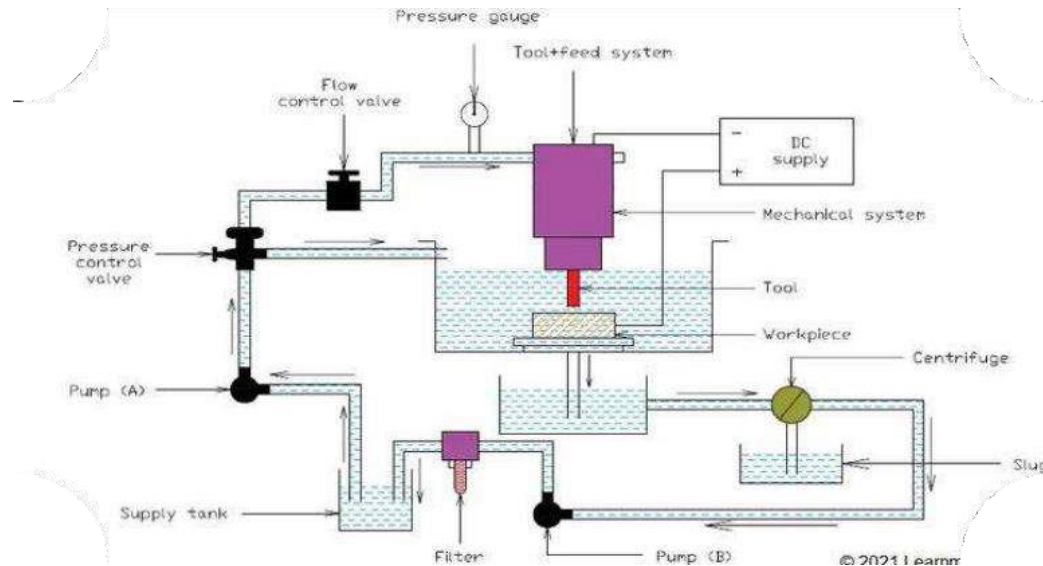 Pressure gauge
Tool+feed system
Flow
control valve
-
DC
supply
+
Mechanical system
Pressure
control
valve
Tool
Workpiece
Centrifuge
Pump (A)
Slug
Supply tank
Filter
Pump (B)
© 2021 Learnm